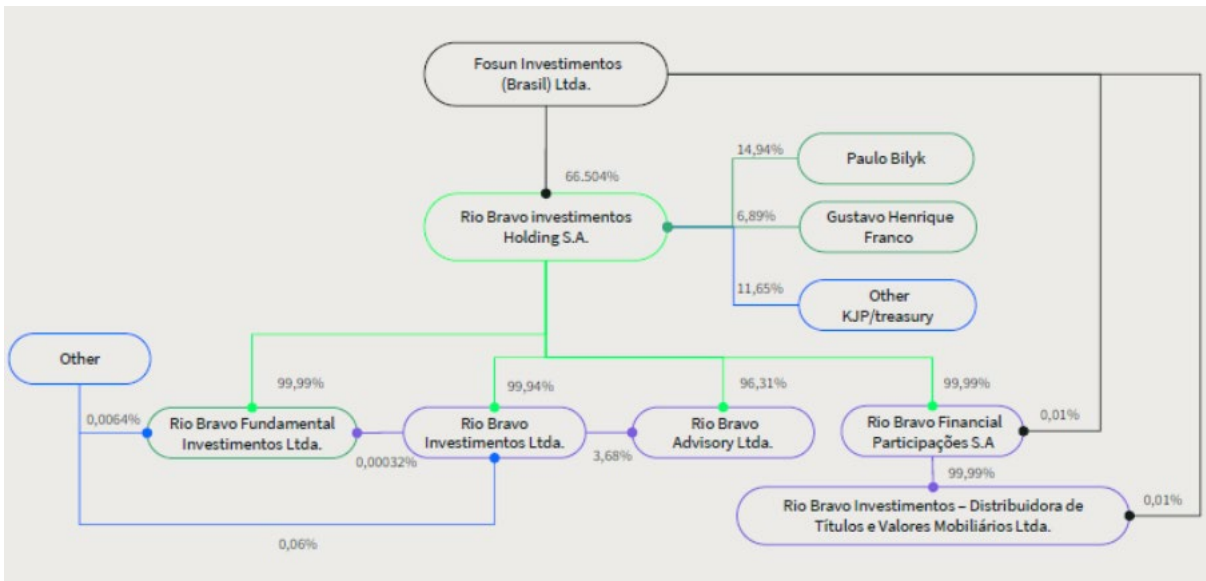 Fosun Investimentos
(Brasil) Ltda.
14,94%
Paulo Bilyk
66.504%
Rio Bravo investimentos
Holding S.A.
6,89%
Gustavo Henrique
Franco
11,65%
Other
KJP/treasury
Other
99,99%
99,94%
96,31%
99,99%
0,0064%
Rio Bravo Fundamental
Investimentos Ltda.
0,00032%
Rio Bravo
Investimentos Ltda.
3,68%
Rio Bravo
Advisory Ltda.
Rio Bravo Financial
Participações S.A
0,01%
99,99%
Rio Bravo Investimentos – Distribuidora de
Títulos e Valores Mobiliários Ltda.
0,01%
0,06%